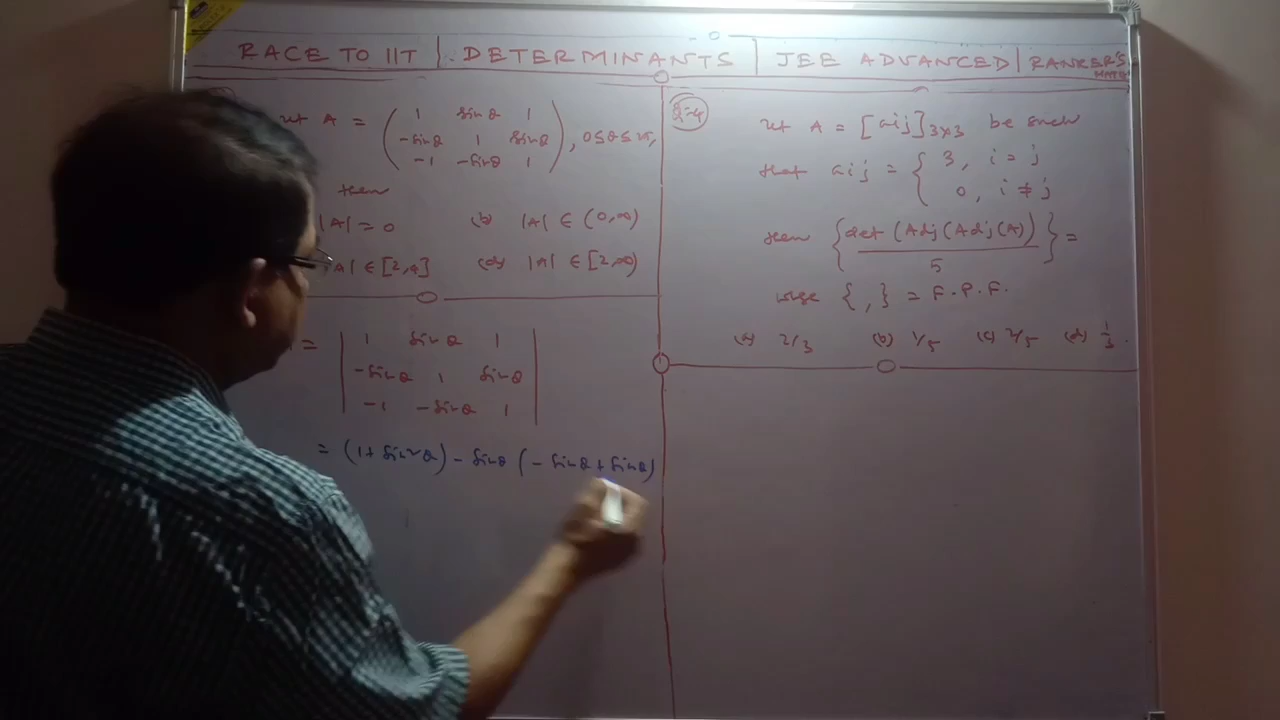 RACE TO IIT | DETERMINANTS | JEE ADVANCED | RANKER'S MATH
Let A = ( 1 sinθ 1
-sinθ 1 sinθ
-1 -sinθ 1 ), 0≤θ≤2π,
then
|A| = 0 (b) |A| ∈ (0,∞)
|A| ∈ [2,4] (d) |A| ∈ [2,∞)
= | 1 sinθ 1 |
| -sinθ 1 sinθ |
| -1 -sinθ 1 |
= (1+sin²θ) - sinθ (-sinθ+sinθ)
Q-4 Let A = [aij]3x3 be such
that aij = { 3, i = j
0, i ≠ j
then { det (Adj(Adj(A)) / 5 } =
where { , } = F.P.F.
(a) 2/3 (b) 1/5 (c) 2/5 (d) 1/3.